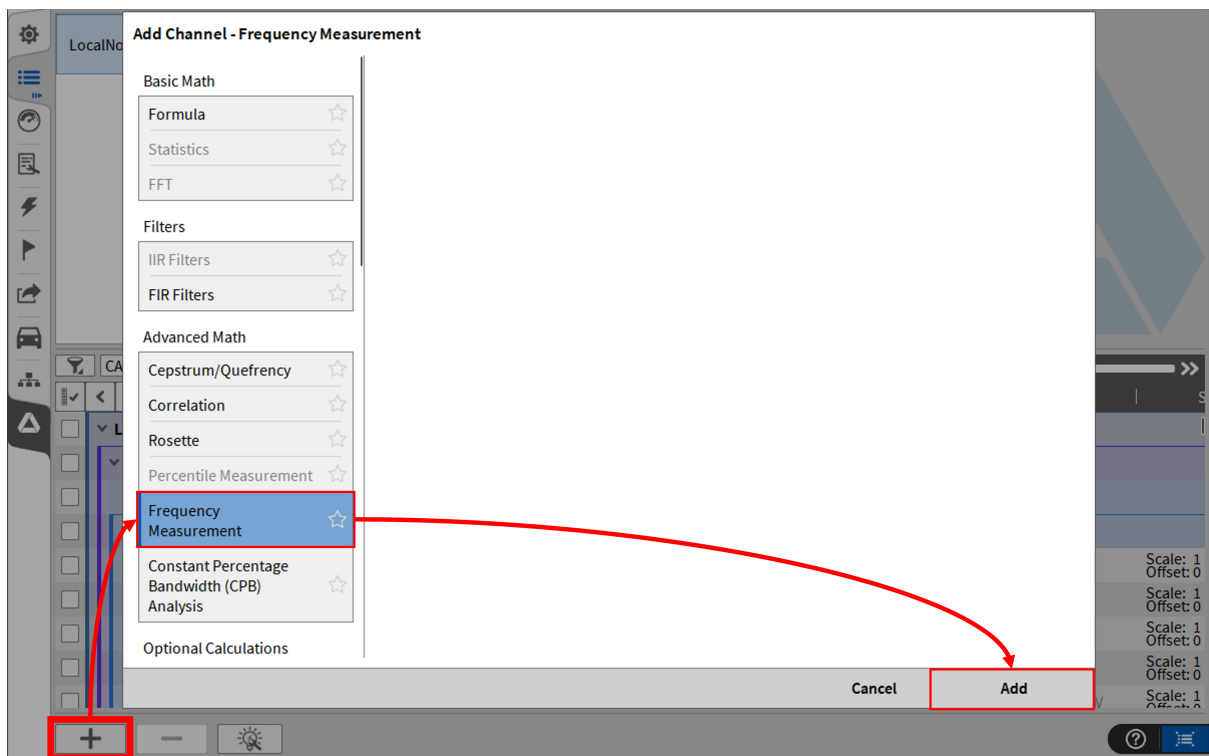 LocalNo
Add Channel - Frequency Measurement
Basic Math
Formula
Statistics
FFT
Filters
IIR Filters
FIR Filters
Advanced Math
Cepstrum/Quefrency
Correlation
Rosette
Percentile Measurement
Frequency
Measurement
Constant Percentage
Bandwidth (CPB)
Analysis
Optional Calculations
CA
S
L
Scale: 1
Offset: 0
Scale: 1
Offset: 0
Scale: 1
Offset: 0
Scale: 1
Offset: 0
Scale: 1
Offset: 0
Cancel
Add